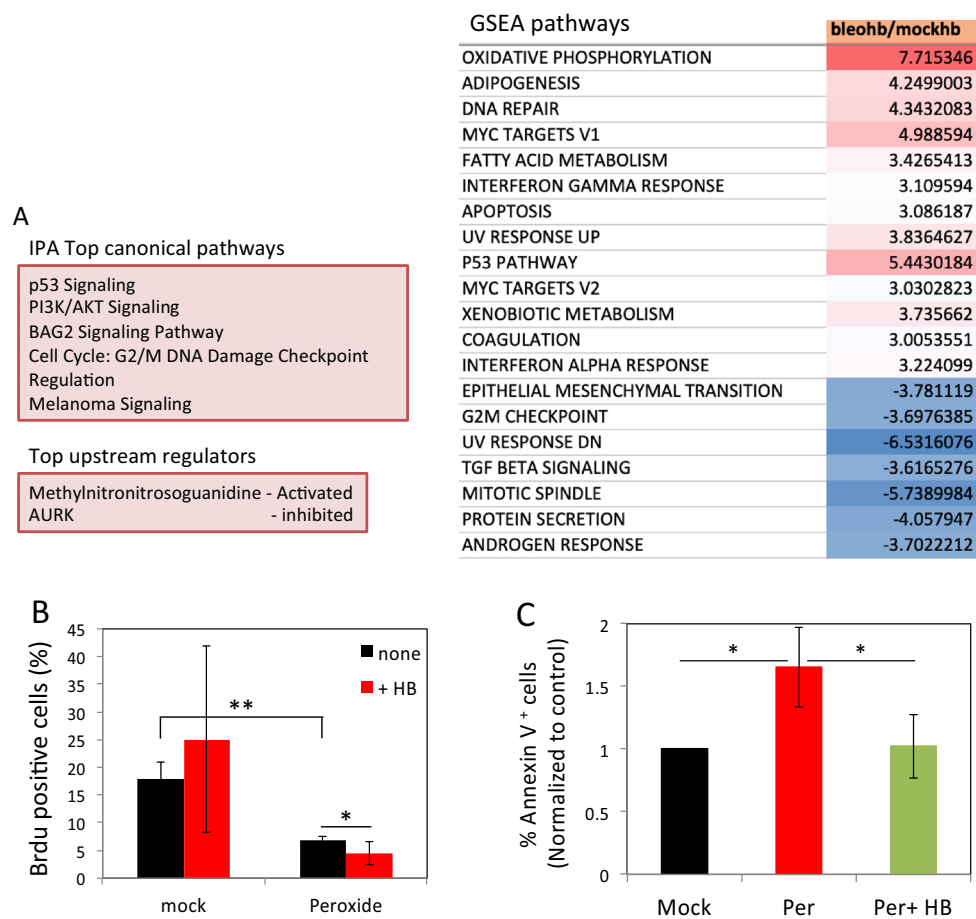 A
IPA Top canonical pathways
p53 Signaling
PI3K/AKT Signaling
BAG2 Signaling Pathway
Cell Cycle: G2/M DNA Damage Checkpoint
Regulation
Melanoma Signaling
Top upstream regulators
Methylnitronitrosoguanidine - Activated
AURK - inhibited
GSEA pathways bleohb/mockhb
OXIDATIVE PHOSPHORYLATION 7.715346
ADIPOGENESIS 4.2499003
DNA REPAIR 4.3432083
MYC TARGETS V1 4.988594
FATTY ACID METABOLISM 3.4265413
INTERFERON GAMMA RESPONSE 3.109594
APOPTOSIS 3.086187
UV RESPONSE UP 3.8364627
P53 PATHWAY 5.4430184
MYC TARGETS V2 3.0302823
XENOBIOTIC METABOLISM 3.735662
COAGULATION 3.0053551
INTERFERON ALPHA RESPONSE 3.224099
EPITHELIAL MESENCHYMAL TRANSITION -3.781119
G2M CHECKPOINT -3.6976385
UV RESPONSE DN -6.5316076
TGF BETA SIGNALING -3.6165276
MITOTIC SPINDLE -5.7389984
PROTEIN SECRETION -4.057947
ANDROGEN RESPONSE -3.7022212
B
Brdu positive cells (%)
45
40
35
30
25
20
15
10
5
0
none
+ HB
**
*
mock Peroxide
C
% Annexin V + cells
(Normalized to control)
2
1.5
1
0.5
0
* *
Mock Per Per+ HB